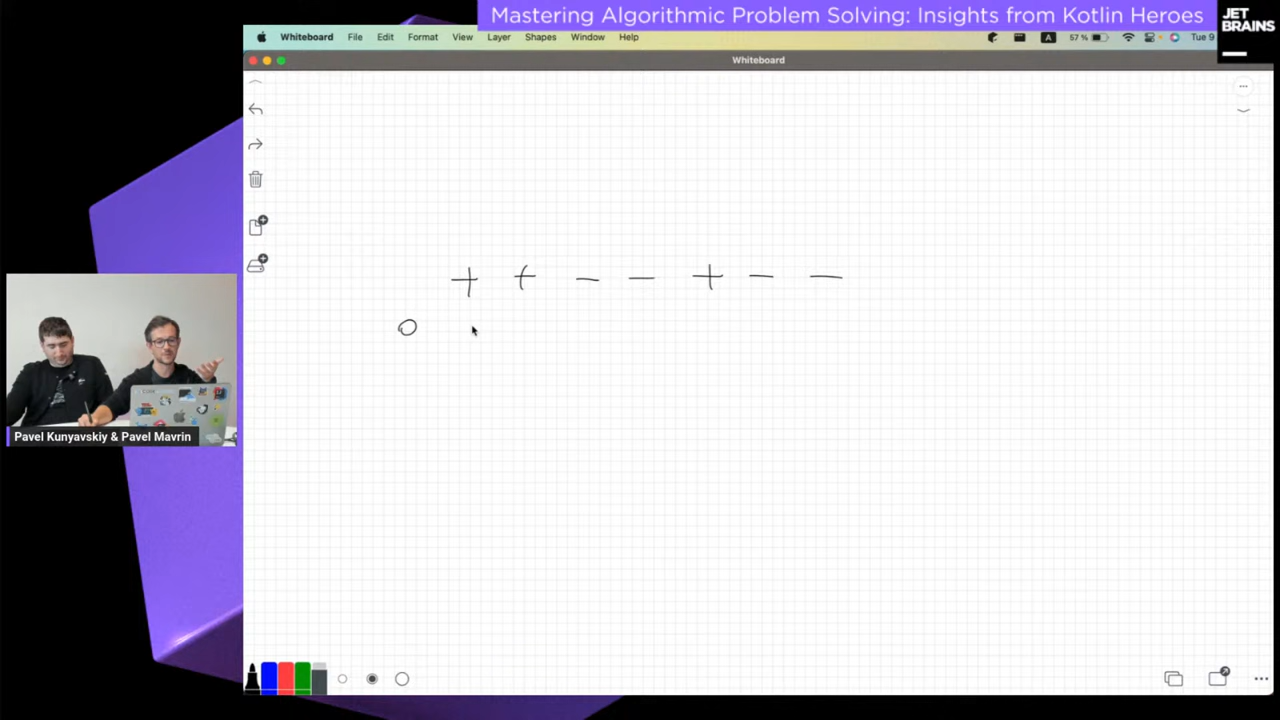 Mastering Algorithmic Problem Solving: Insights from Kotlin Heroes
JET
BRAINS
Whiteboard File Edit Format View Layer Shapes Window Help A 57 % Tue 9
Whiteboard
+ + - - + - -
0
Pavel Kunyavskiy & Pavel Mavrin